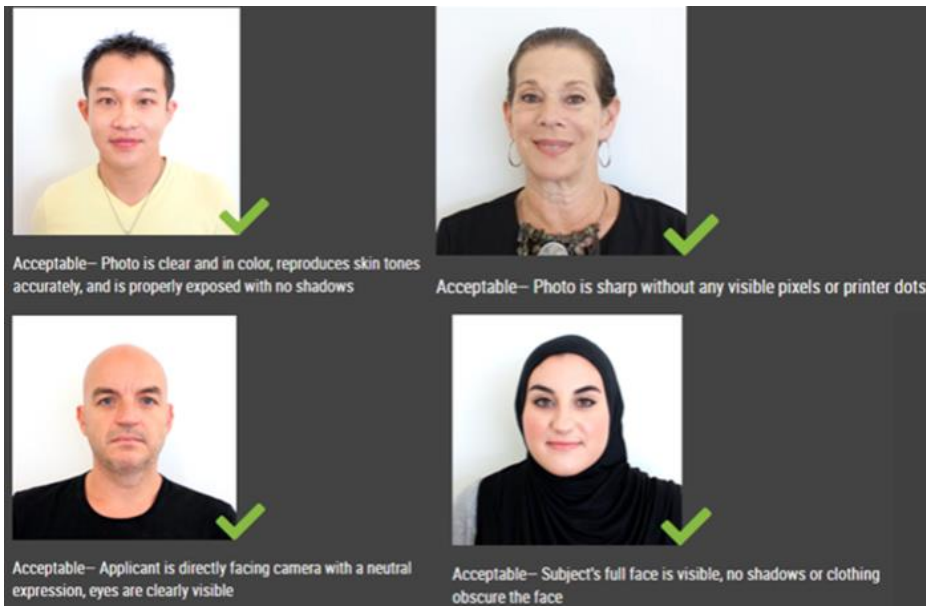 Acceptable— Photo is clear and in color, reproduces skin tones
accurately, and is properly exposed with no shadows
Acceptable— Photo is sharp without any visible pixels or printer dots
Acceptable— Applicant is directly facing camera with a neutral
expression, eyes are clearly visible
Acceptable— Subject's full face is visible, no shadows or clothing
obscure the face